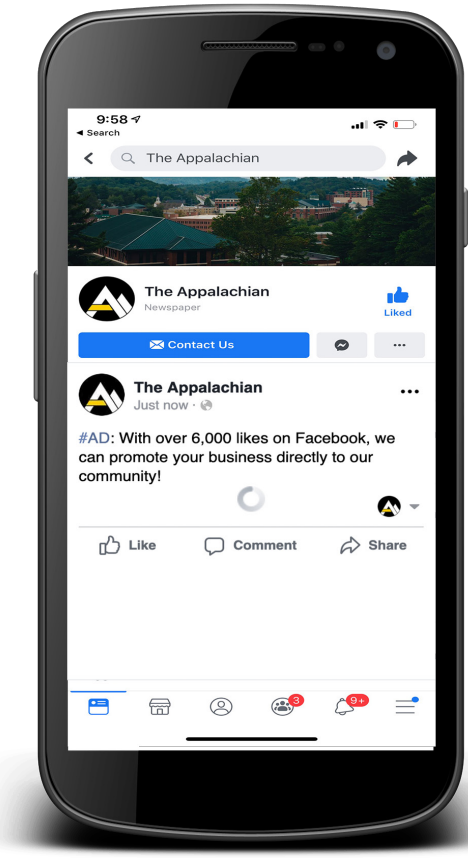 9:58
◄ Search
The Appalachian
The Appalachian
Newspaper
Liked
Contact Us
...
The Appalachian
Just now ·
...
#AD: With over 6,000 likes on Facebook, we
can promote your business directly to our
community!
Like Comment Share
3 9+